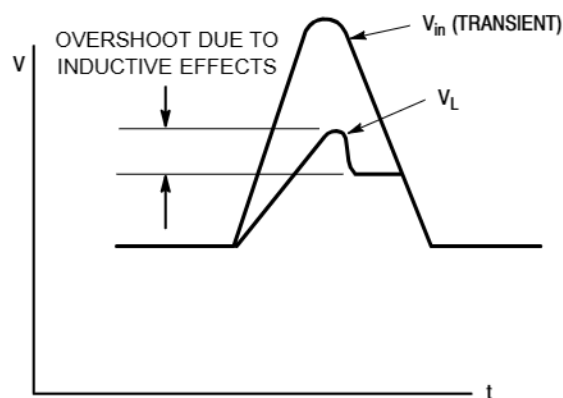 OVERSHOOT DUE TO
INDUCTIVE EFFECTS
V
Vin (TRANSIENT)
VL
t